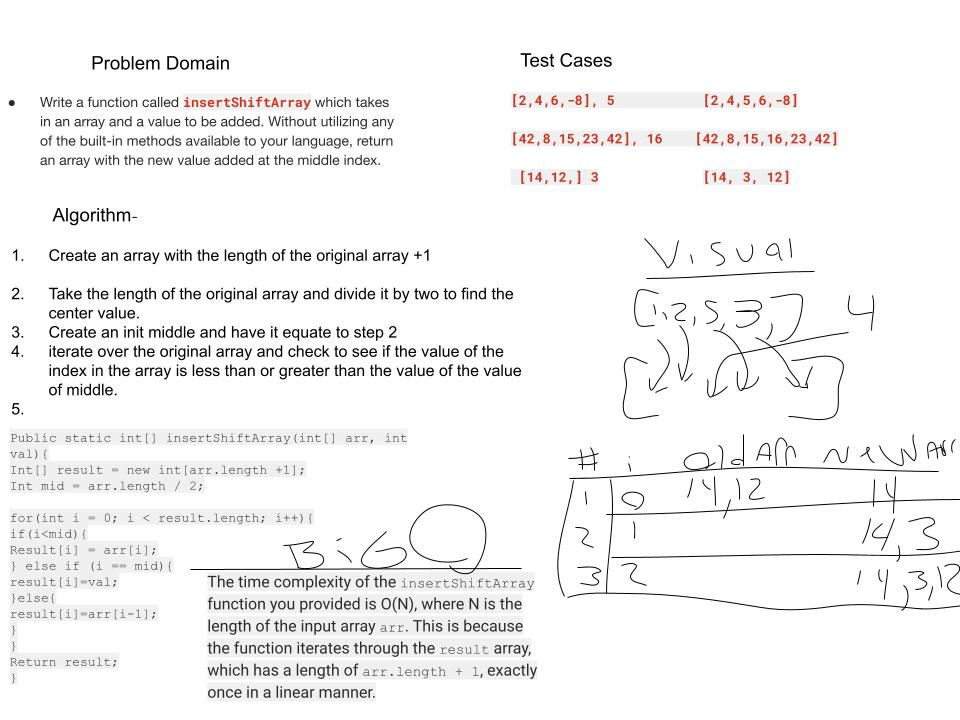 Problem Domain
● Write a function called insertShiftArray which takes
in an array and a value to be added. Without utilizing any
of the built-in methods available to your language, return
an array with the new value added at the middle index.
Test Cases
[2,4,6,-8], 5 [2,4,5,6,-8]
[42,8,15,23,42], 16 [42,8,15,16,23,42]
[14,12,] 3 [14, 3, 12]
Algorithm-
1. Create an array with the length of the original array +1
2. Take the length of the original array and divide it by two to find the
center value.
3. Create an init middle and have it equate to step 2
4. iterate over the original array and check to see if the value of the
index in the array is less than or greater than the value of the value
of middle.
5.
Visual
[1,2,5,3,] 4
[ ]
Public static int[] insertShiftArray(int[] arr, int
val){
Int[] result = new int[arr.length +1];
Int mid = arr.length / 2;
for(int i = 0; i < result.length; i++){
if(i<mid){
Result[i] = arr[i];
} else if (i == mid){
result[i]=val;
}else{
result[i]=arr[i-1];
}
}
Return result;
}
# i old Arr New Arr
1 0 14,12 14
2 1 14,3
3 2 14,3,12
BiG O
The time complexity of the insertShiftArray
function you provided is O(N), where N is the
length of the input array arr. This is because
the function iterates through the result array,
which has a length of arr.length + 1, exactly
once in a linear manner.